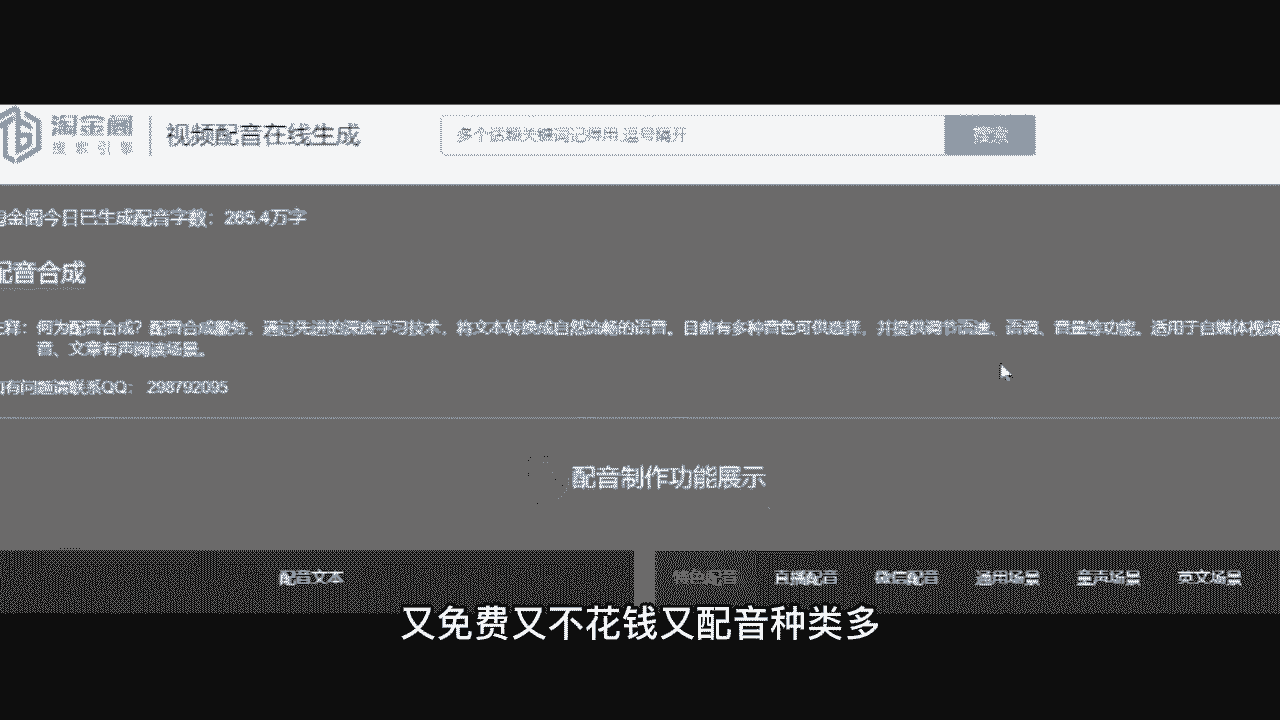 淘金阁
搜索引擎
视频配音在线生成
多个话题关键词记得用逗号隔开
搜索
金阁今日已生成配音字数：265.4万字
配音合成
何为配音合成？配音合成服务，通过先进的深度学习技术，将文本转换成自然流畅的语音。目前有多种音色可供选择，并提供调节语速、语调、音量等功能。适用于自媒体视频
音、文章有声阅读场景。
有问题请联系QQ： 298792095
配音制作功能展示
配音文本
特色配音 直播配音 微信配音 通用场景 童声场景 英文场景
又免费又不花钱又配音种类多